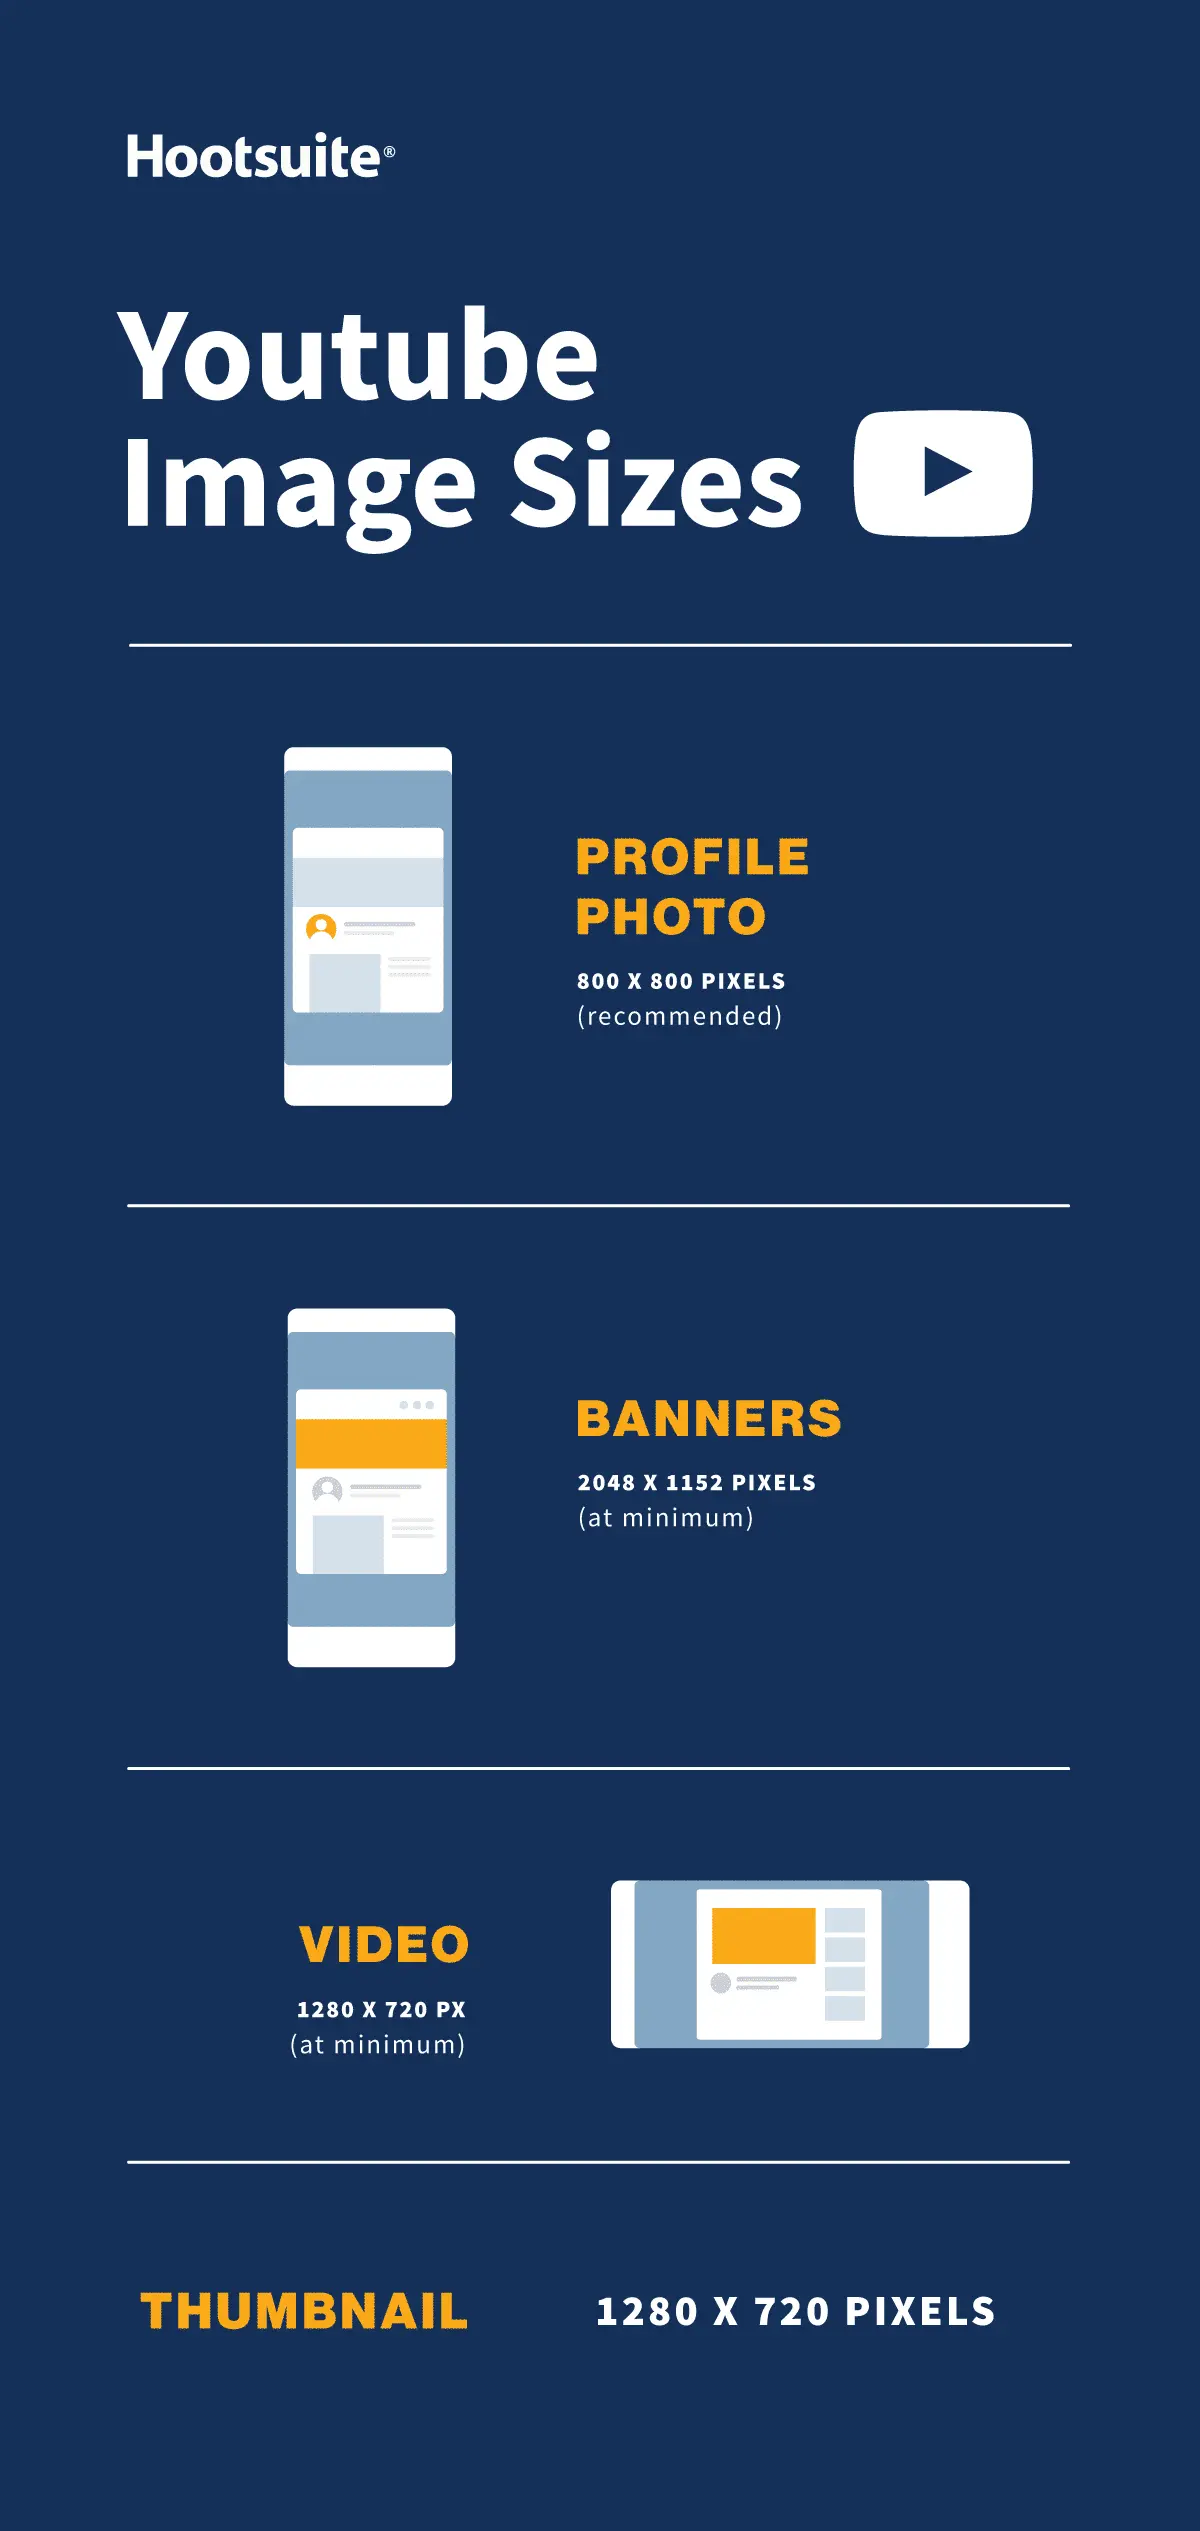 Hootsuite®
Youtube
Image Sizes
PROFILE
PHOTO
800 X 800 PIXELS
(recommended)
BANNERS
2048 X 1152 PIXELS
(at minimum)
VIDEO
1280 X 720 PX
(at minimum)
THUMBNAIL
1280 X 720 PIXELS